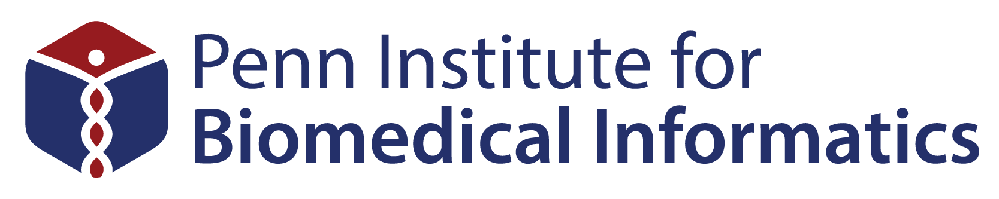 Penn Institute for
Biomedical Informatics